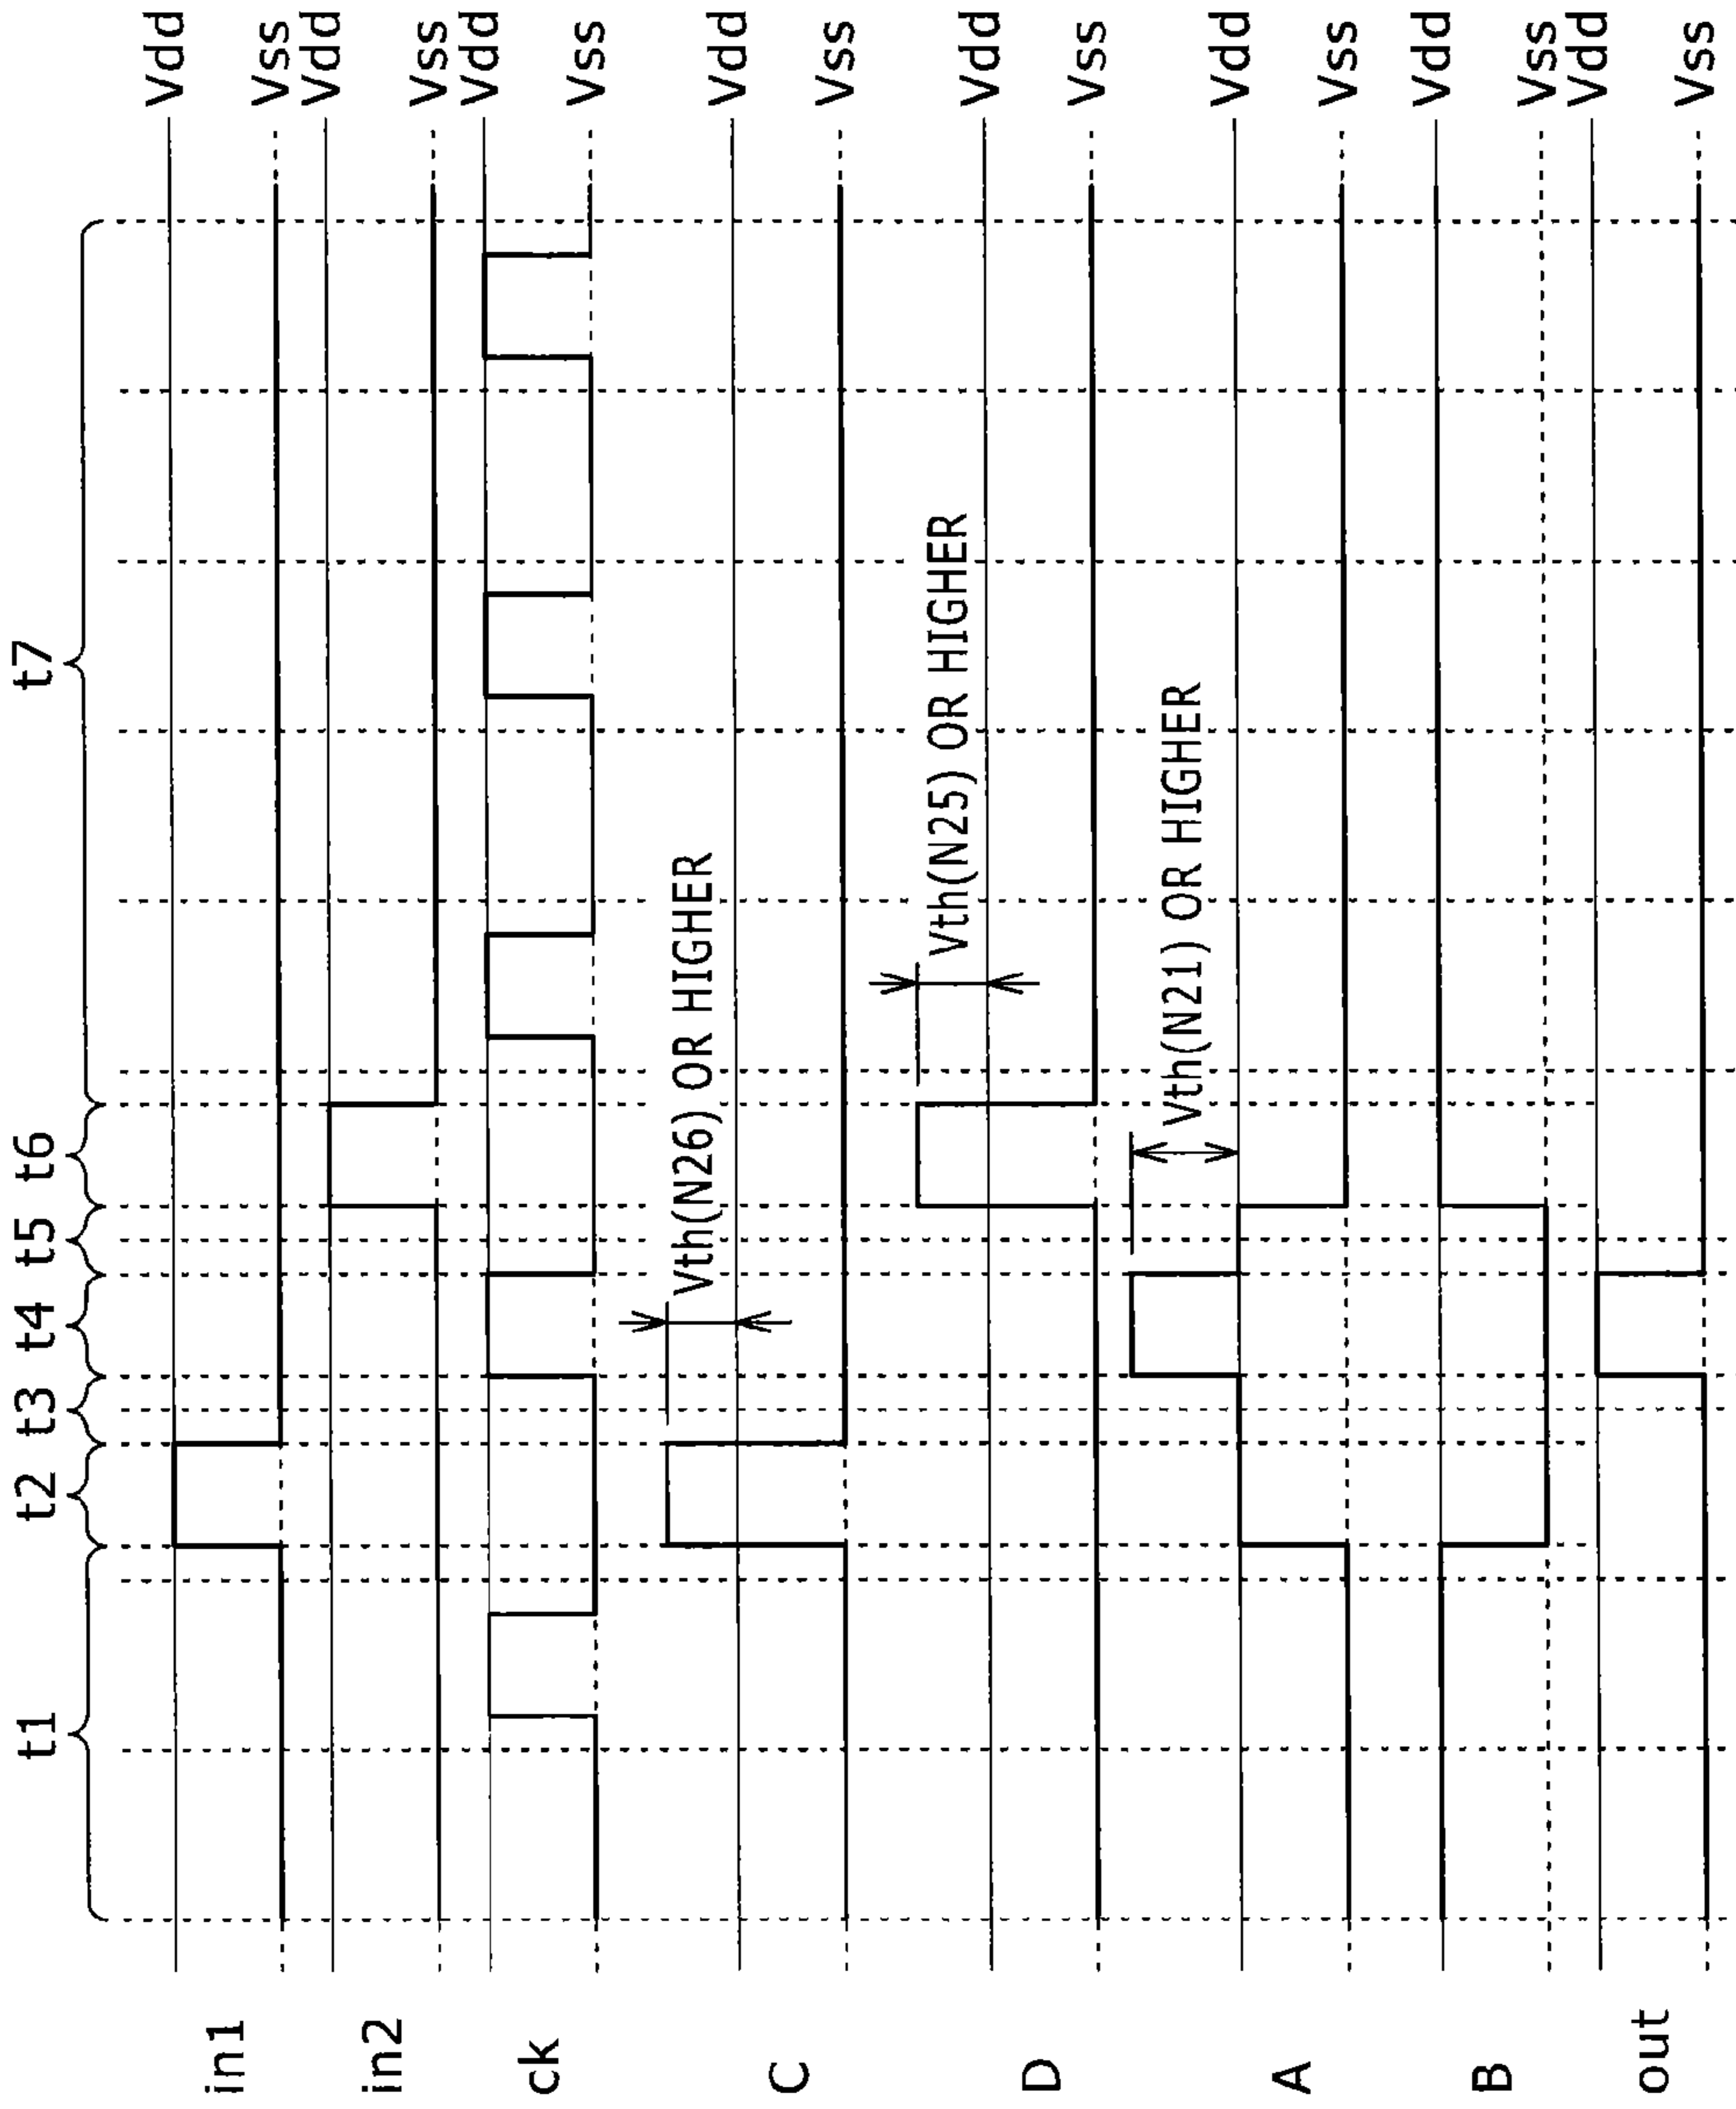 t1 t2 t3 t4 t5 t6 t7
in1 Vdd
Vss
in2 Vdd
Vss
ck Vdd
Vss
Vth(N26) OR HIGHER
C Vdd
Vss
Vth(N25) OR HIGHER
D Vdd
Vss
Vth(N21) OR HIGHER
A Vdd
Vss
B Vdd
Vss
out Vdd
Vss